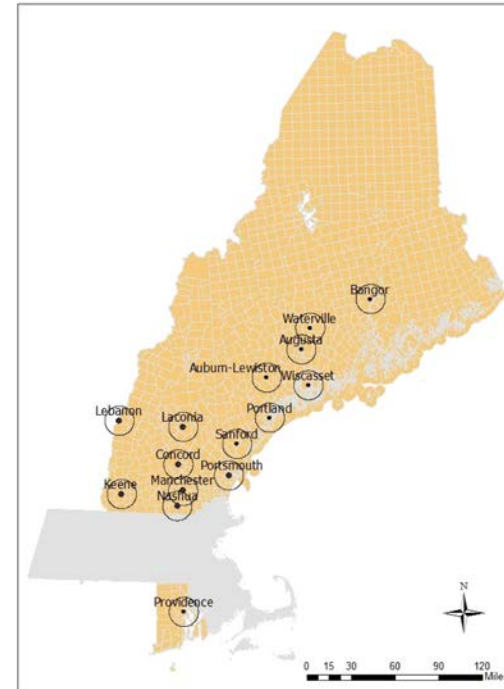 Bangor
Waterville
Augusta
Auburn-Lewiston
Wiscasset
Lebanon
Laconia
Portland
Sanford
Concord
Portsmouth
Keene
Manchester
Nashua
Providence
N
0 15 30 60 90 120
Mile